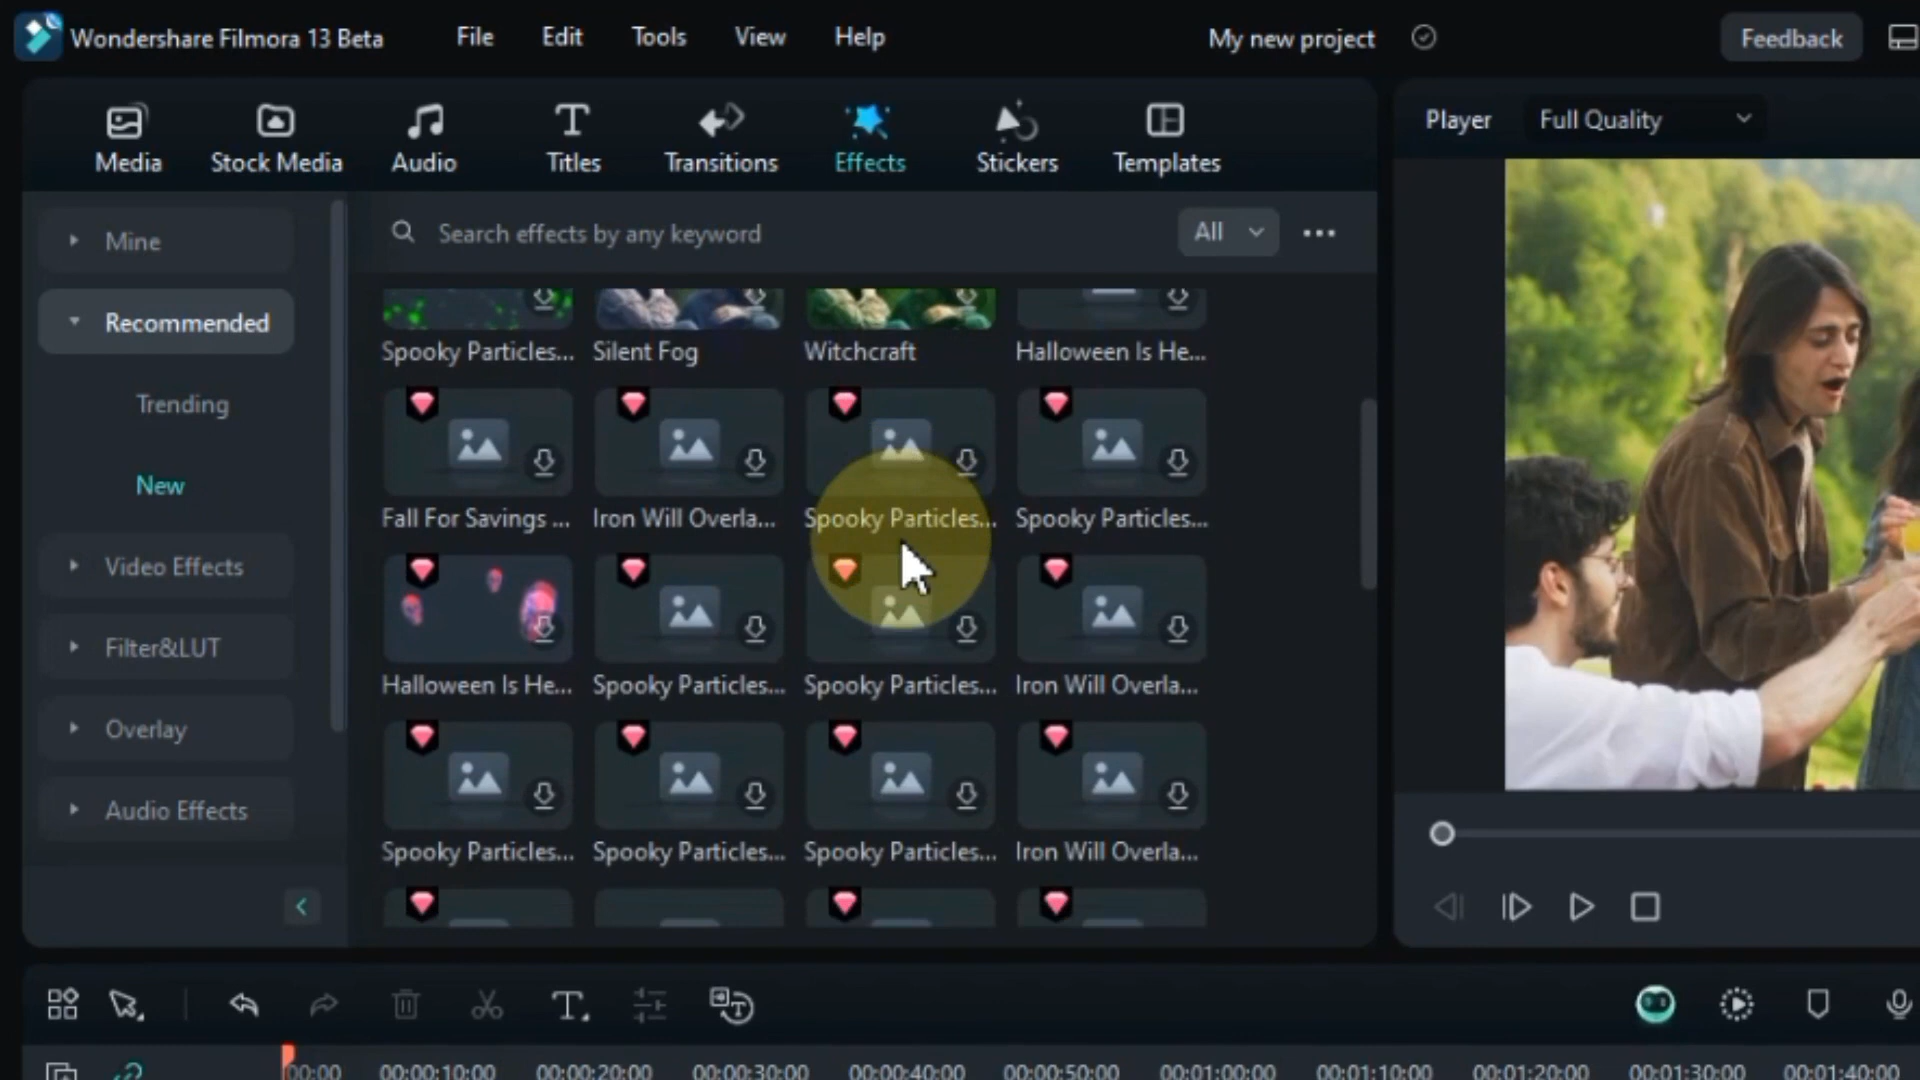 Wondershare Filmora 13 Beta File Edit Tools View Help My new project Feedback
Media Stock Media Audio Titles Transitions Effects Stickers Templates
Player Full Quality
Mine
Recommended
Trending
New
Video Effects
Filter&LUT
Overlay
Audio Effects
Search effects by any keyword All
Spooky Particles... Silent Fog Witchcraft Halloween Is He...
Fall For Savings ... Iron Will Overla... Spooky Particles... Spooky Particles...
Halloween Is He... Spooky Particles... Spooky Particles... Iron Will Overla...
Spooky Particles... Spooky Particles... Spooky Particles... Iron Will Overla...
00:00 00:00:10:00 00:00:20:00 00:00:30:00 00:00:40:00 00:00:50:00 00:01:00:00 00:01:10:00 00:01:20:00 00:01:30:00 00:01:40:00